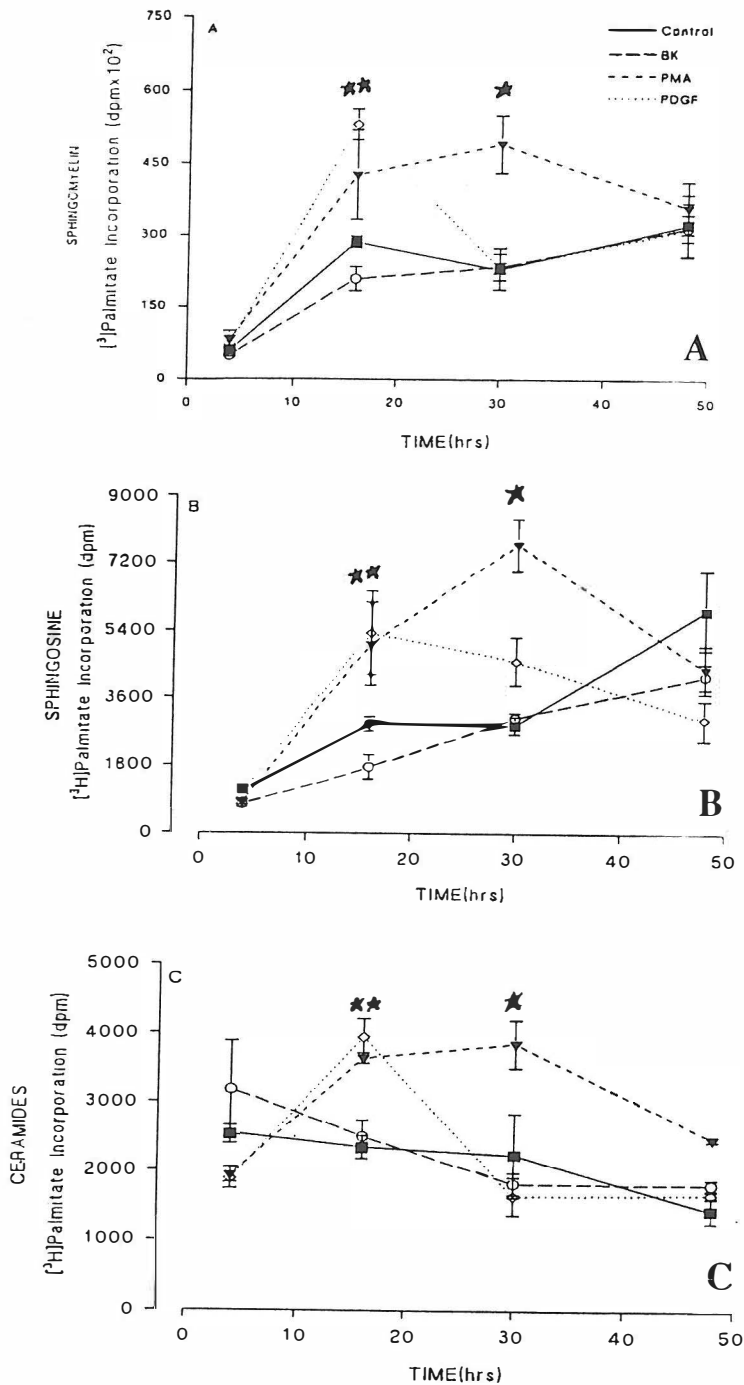 A
Control
BK
PMA
PDGF
SPHINGOMYELIN
[³]Palmitate Incorporation (dpm×10²)
750
600
450
300
150
0
0 10 20 30 40 50
TIME(hrs)
A
B
SPHINGOSINE
[³H]Palmitate Incorporation (dpm)
9000
7200
5400
3600
1800
0
0 10 20 30 40 50
TIME(hrs)
B
C
CERAMIDES
[³H]Palmitate Incorporation (dpm)
5000
4000
3000
2000
1000
0
0 10 20 30 40 50
TIME(hrs)
C